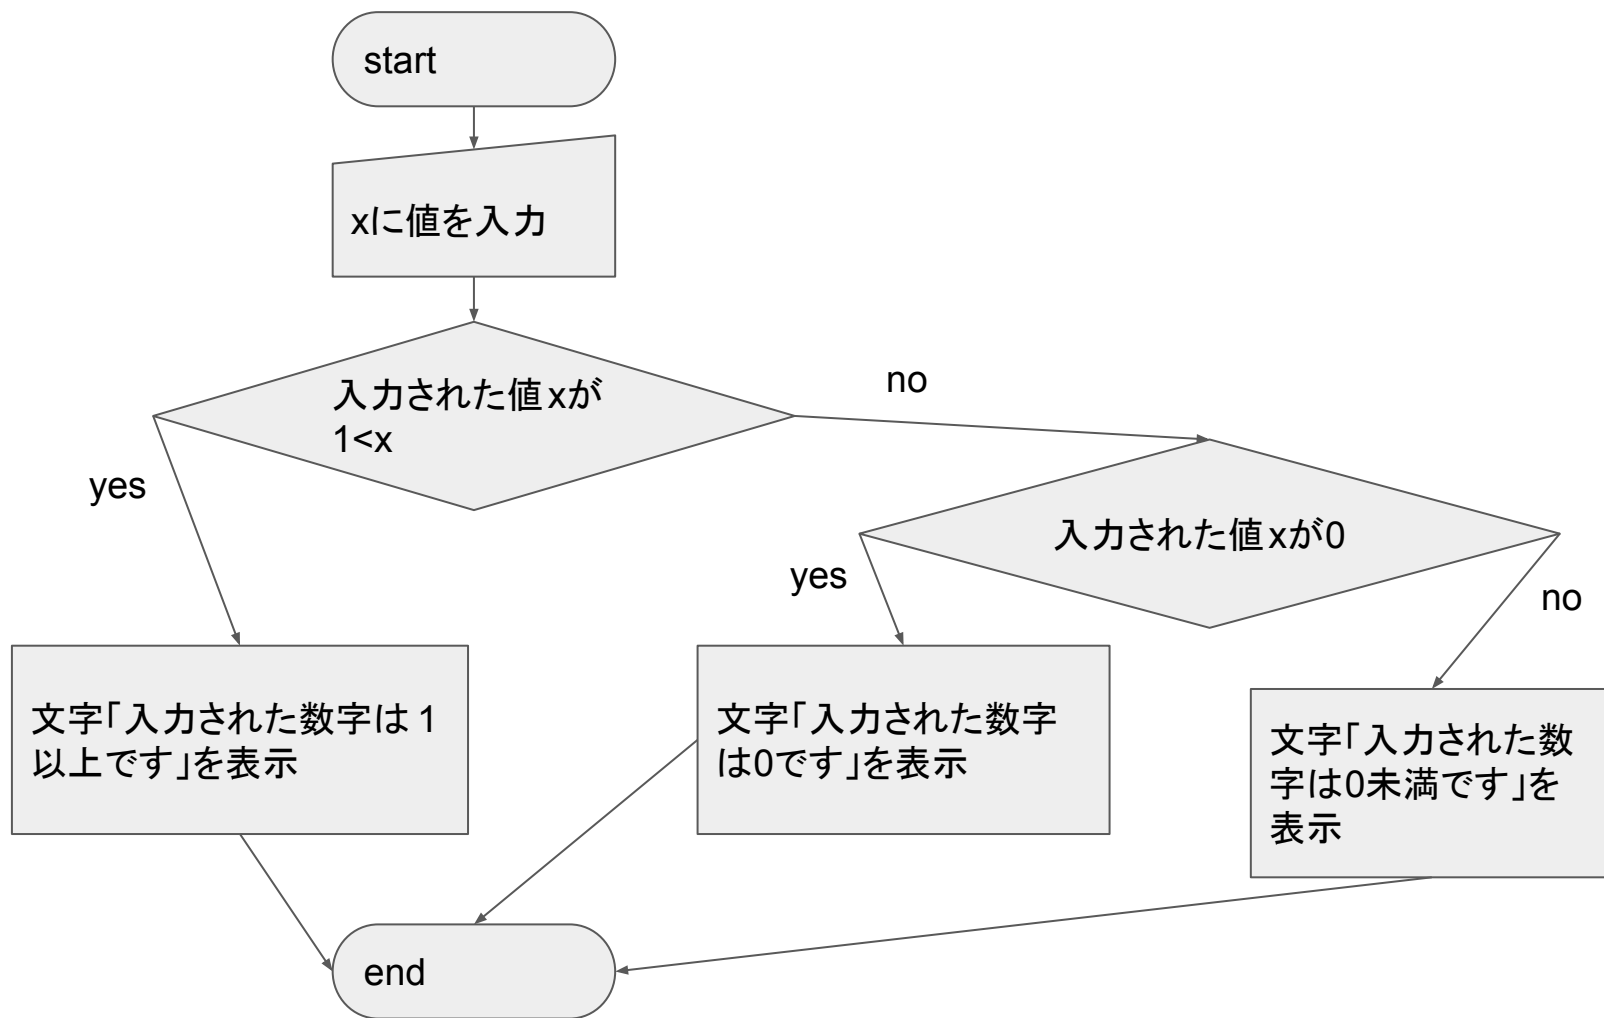 start
xに値を入力
入力された値xが
1<x
no
yes
入力された値xが0
yes
no
文字「入力された数字は1
以上です」を表示
文字「入力された数字
は0です」を表示
文字「入力された数
字は0未満です」を
表示
end